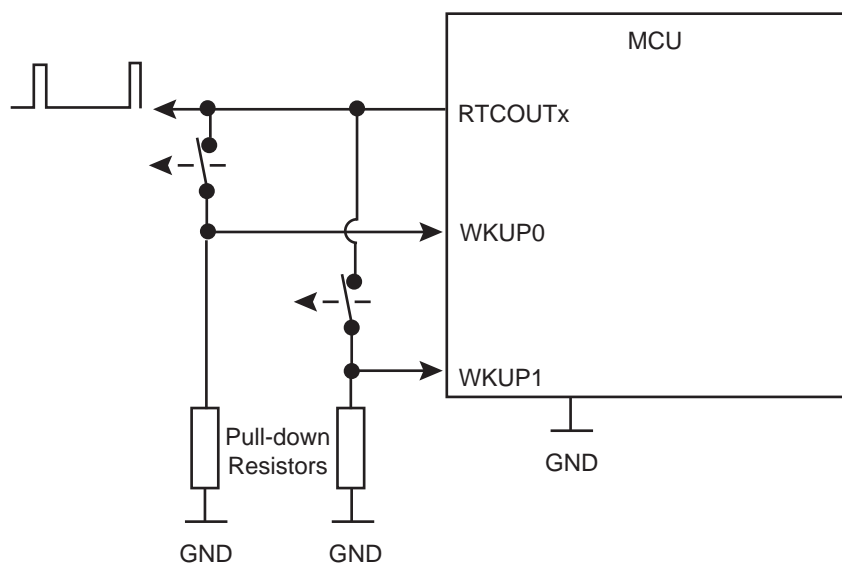 MCU
RTCOUTx
WKUP0
WKUP1
Pull-down
Resistors
GND
GND
GND